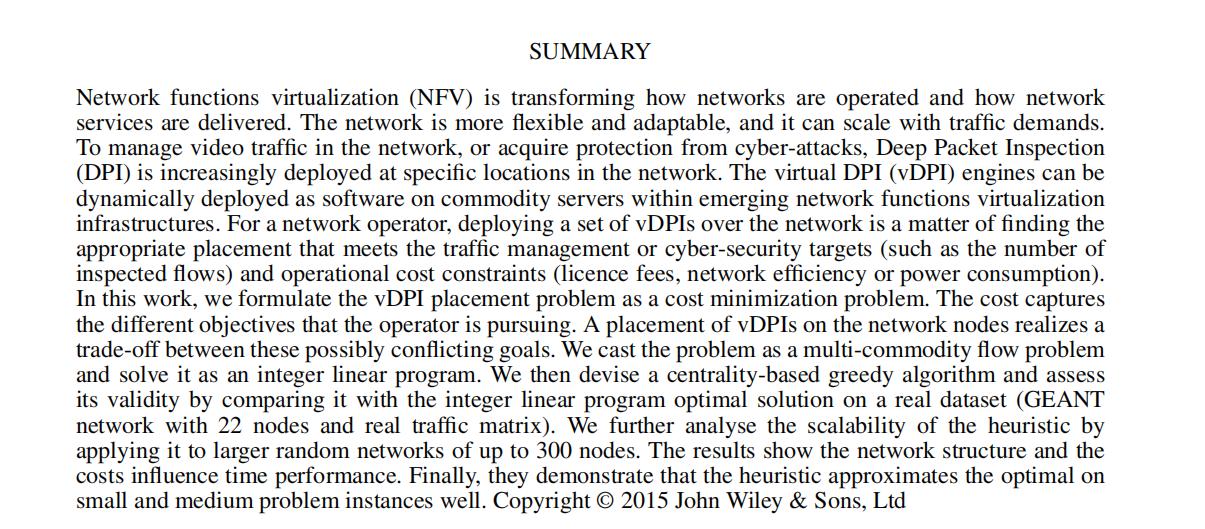 SUMMARY
Network functions virtualization (NFV) is transforming how networks are operated and how network
services are delivered. The network is more flexible and adaptable, and it can scale with traffic demands.
To manage video traffic in the network, or acquire protection from cyber-attacks, Deep Packet Inspection
(DPI) is increasingly deployed at specific locations in the network. The virtual DPI (vDPI) engines can be
dynamically deployed as software on commodity servers within emerging network functions virtualization
infrastructures. For a network operator, deploying a set of vDPIs over the network is a matter of finding the
appropriate placement that meets the traffic management or cyber-security targets (such as the number of
inspected flows) and operational cost constraints (licence fees, network efficiency or power consumption).
In this work, we formulate the vDPI placement problem as a cost minimization problem. The cost captures
the different objectives that the operator is pursuing. A placement of vDPIs on the network nodes realizes a
trade-off between these possibly conflicting goals. We cast the problem as a multi-commodity flow problem
and solve it as an integer linear program. We then devise a centrality-based greedy algorithm and assess
its validity by comparing it with the integer linear program optimal solution on a real dataset (GEANT
network with 22 nodes and real traffic matrix). We further analyse the scalability of the heuristic by
applying it to larger random networks of up to 300 nodes. The results show the network structure and the
costs influence time performance. Finally, they demonstrate that the heuristic approximates the optimal on
small and medium problem instances well. Copyright © 2015 John Wiley & Sons, Ltd